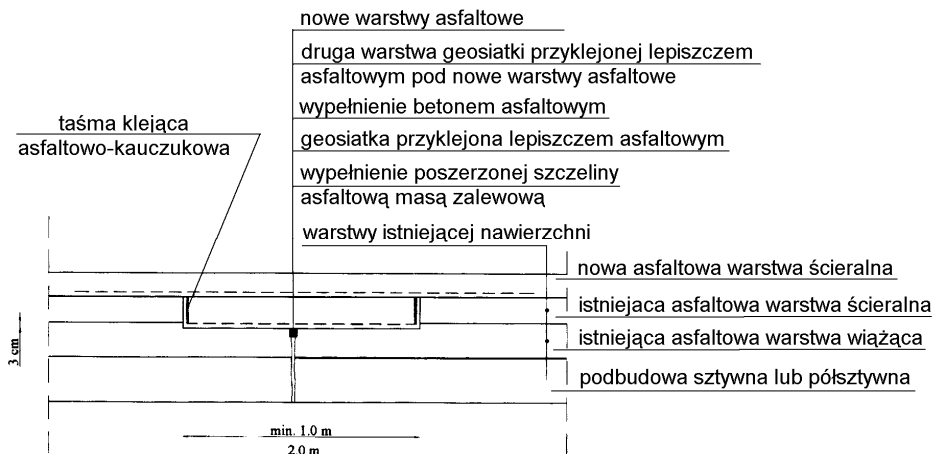 nowe warstwy asfaltowe
druga warstwa geosiatki przyklejonej lepiszczem
asfaltowym pod nowe warstwy asfaltowe
wypełnienie betonem asfaltowym
taśma klejąca
asfaltowo-kauczukowa
geosiatka przyklejona lepiszczem asfaltowym
wypełnienie poszerzonej szczeliny
asfaltową masą zalewową
warstwy istniejącej nawierzchni
nowa asfaltowa warstwa ścieralna
istniejaca asfaltowa warstwa ścieralna
istniejąca asfaltowa warstwa wiążąca
podbudowa sztywna lub półsztywna
3 cm
min. 1.0 m
2.0 m